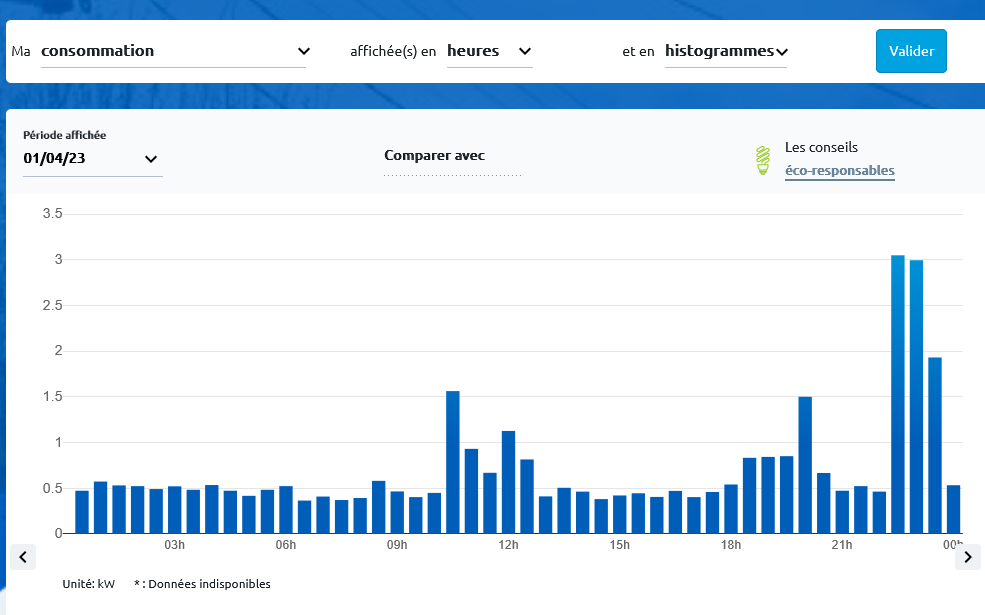 Ma consommation affichée(s) en heures et en histogrammes Valider
Période affichée
01/04/23
Comparer avec
Les conseils
éco-responsables
3.5
3
2.5
2
1.5
1
0.5
0
03h 06h 09h 12h 15h 18h 21h 00h
Unité: kW * : Données indisponibles